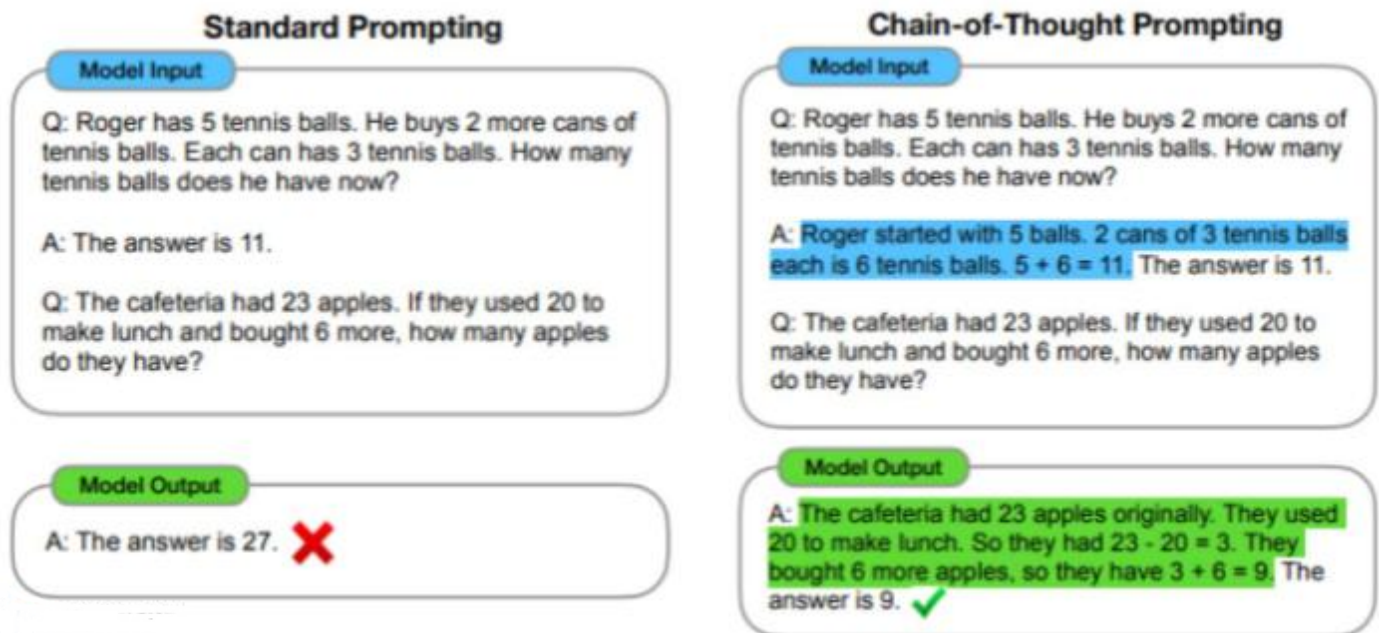 Standard Prompting
Model Input
Q: Roger has 5 tennis balls. He buys 2 more cans of
tennis balls. Each can has 3 tennis balls. How many
tennis balls does he have now?
A: The answer is 11.
Q: The cafeteria had 23 apples. If they used 20 to
make lunch and bought 6 more, how many apples
do they have?
Model Output
A: The answer is 27.
Chain-of-Thought Prompting
Model Input
Q: Roger has 5 tennis balls. He buys 2 more cans of
tennis balls. Each can has 3 tennis balls. How many
tennis balls does he have now?
A: Roger started with 5 balls. 2 cans of 3 tennis balls
each is 6 tennis balls. 5 + 6 = 11. The answer is 11.
Q: The cafeteria had 23 apples. If they used 20 to
make lunch and bought 6 more, how many apples
do they have?
Model Output
A: The cafeteria had 23 apples originally. They used
20 to make lunch. So they had 23 - 20 = 3. They
bought 6 more apples, so they have 3 + 6 = 9. The
answer is 9.